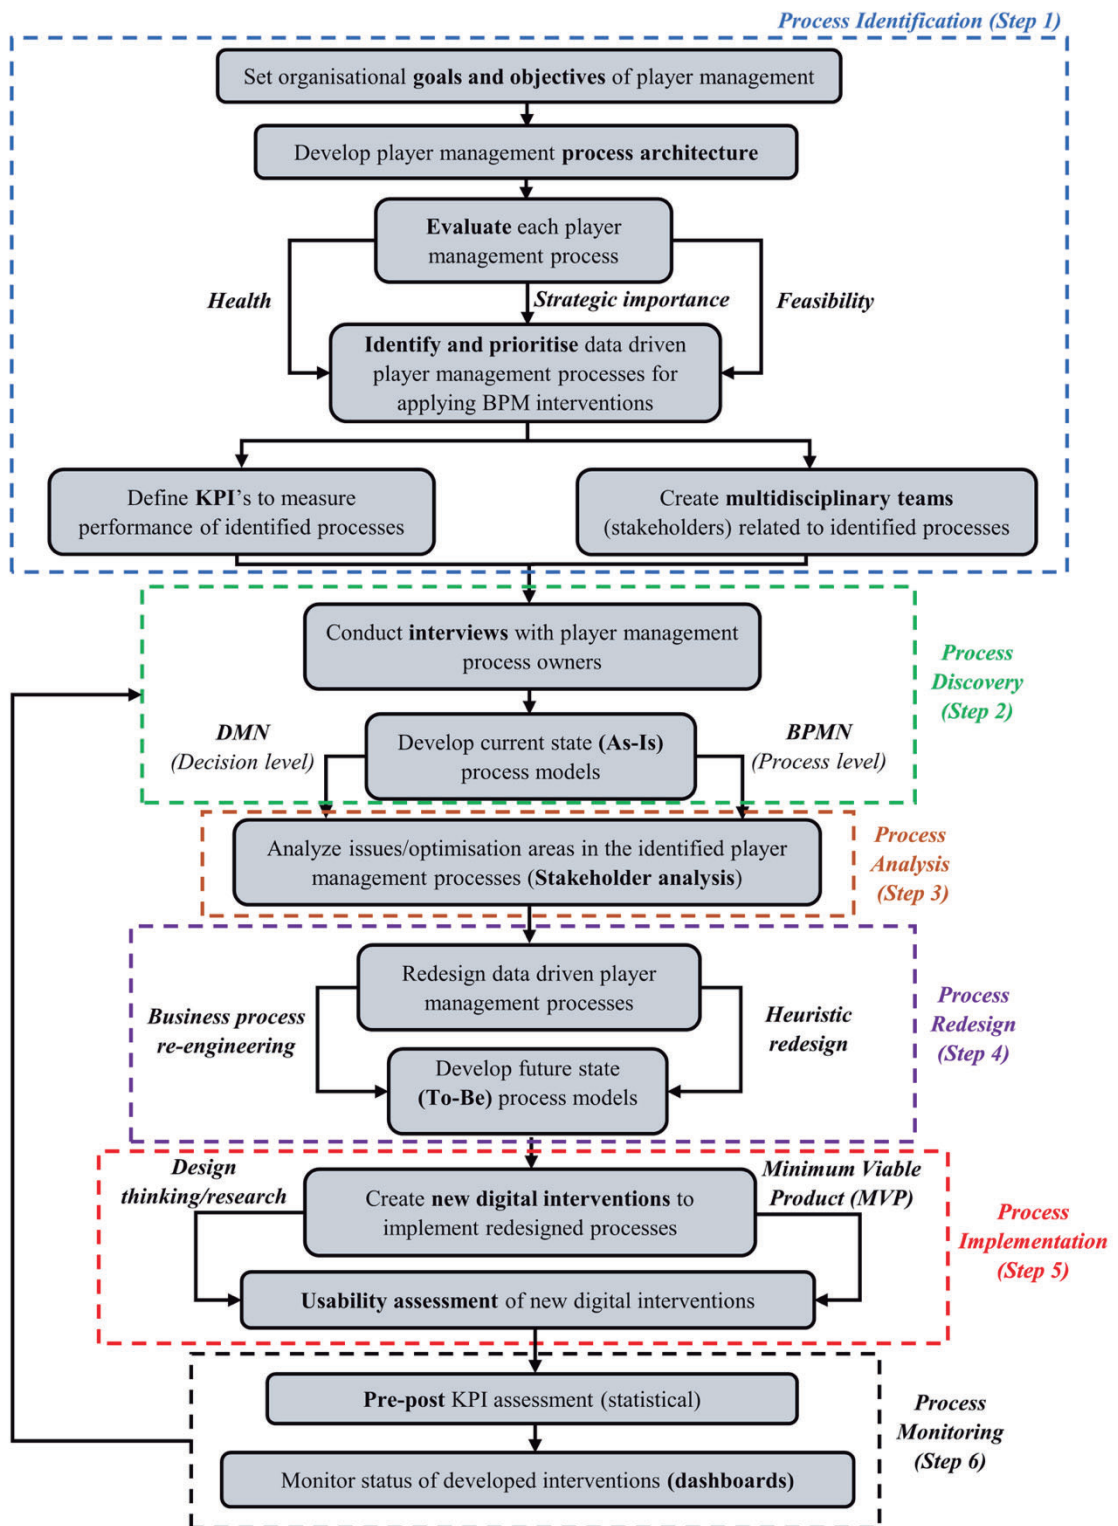 Process Identification (Step 1)
Set organisational goals and objectives of player management
Develop player management process architecture
Evaluate each player
management process
Health
Strategic importance
Feasibility
Identify and prioritise data driven
player management processes for
applying BPM interventions
Define KPI's to measure
performance of identified processes
Create multidisciplinary teams
(stakeholders) related to identified processes
Conduct interviews with player management
process owners
Process
Discovery
(Step 2)
DMN
(Decision level)
Develop current state (As-Is)
process models
BPMN
(Process level)
Analyze issues/optimisation areas in the identified player
management processes (Stakeholder analysis)
Process
Analysis
(Step 3)
Redesign data driven player
management processes
Business process
re-engineering
Heuristic
redesign
Process
Redesign
(Step 4)
Develop future state
(To-Be) process models
Design
thinking/research
Create new digital interventions to
implement redesigned processes
Minimum Viable
Product (MVP)
Process
Implementation
(Step 5)
Usability assessment of new digital interventions
Pre-post KPI assessment (statistical)
Process
Monitoring
(Step 6)
Monitor status of developed interventions (dashboards)